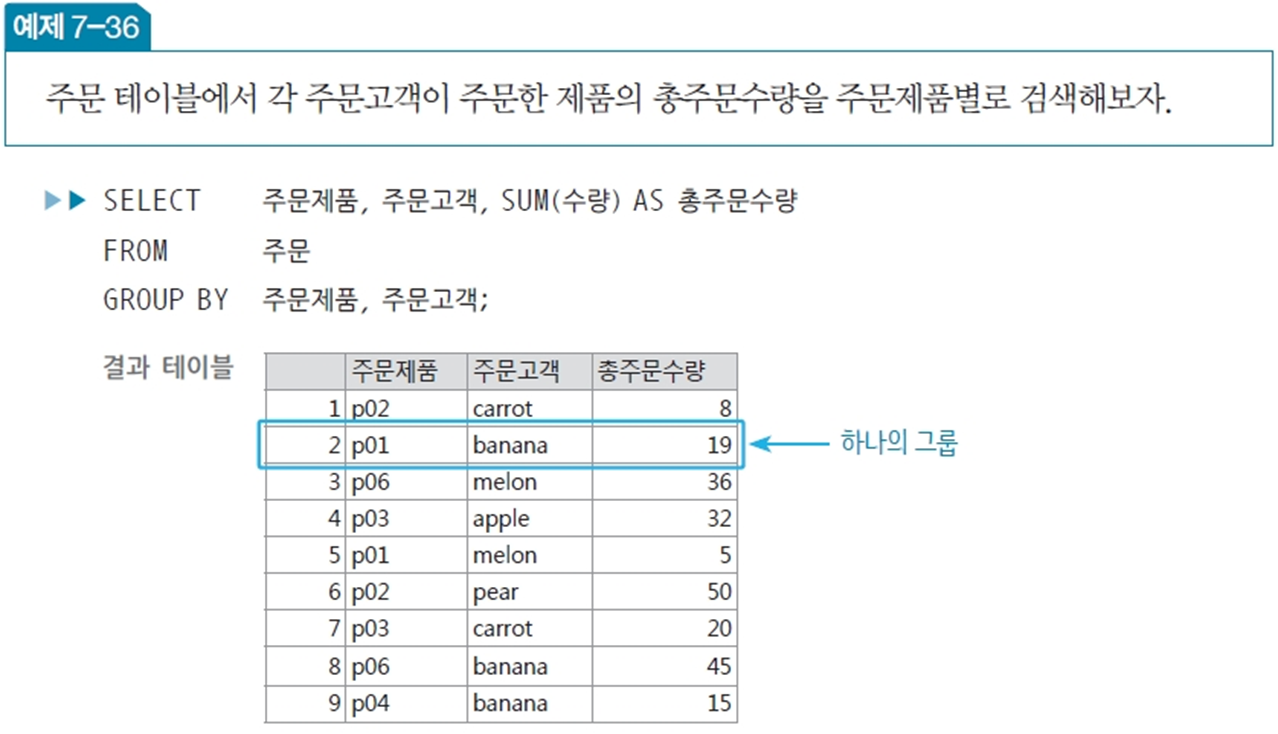 예제 7-36
주문 테이블에서 각 주문고객이 주문한 제품의 총주문수량을 주문제품별로 검색해보자.
SELECT 주문제품, 주문고객, SUM(수량) AS 총주문수량
FROM 주문
GROUP BY 주문제품, 주문고객;
결과 테이블
주문제품 주문고객 총주문수량
1 p02 carrot 8
2 p01 banana 19
하나의 그룹
3 p06 melon 36
4 p03 apple 32
5 p01 melon 5
6 p02 pear 50
7 p03 carrot 20
8 p06 banana 45
9 p04 banana 15